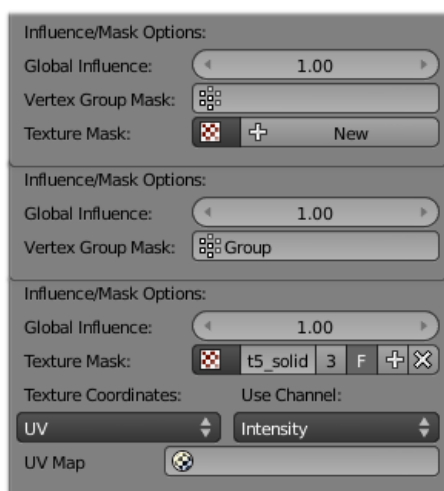 Influence/Mask Options:
Global Influence: 1.00
Vertex Group Mask:
Texture Mask: New
Influence/Mask Options:
Global Influence: 1.00
Vertex Group Mask: Group
Influence/Mask Options:
Global Influence: 1.00
Texture Mask: t5_solid 3 F
Texture Coordinates: Use Channel:
UV Intensity
UV Map